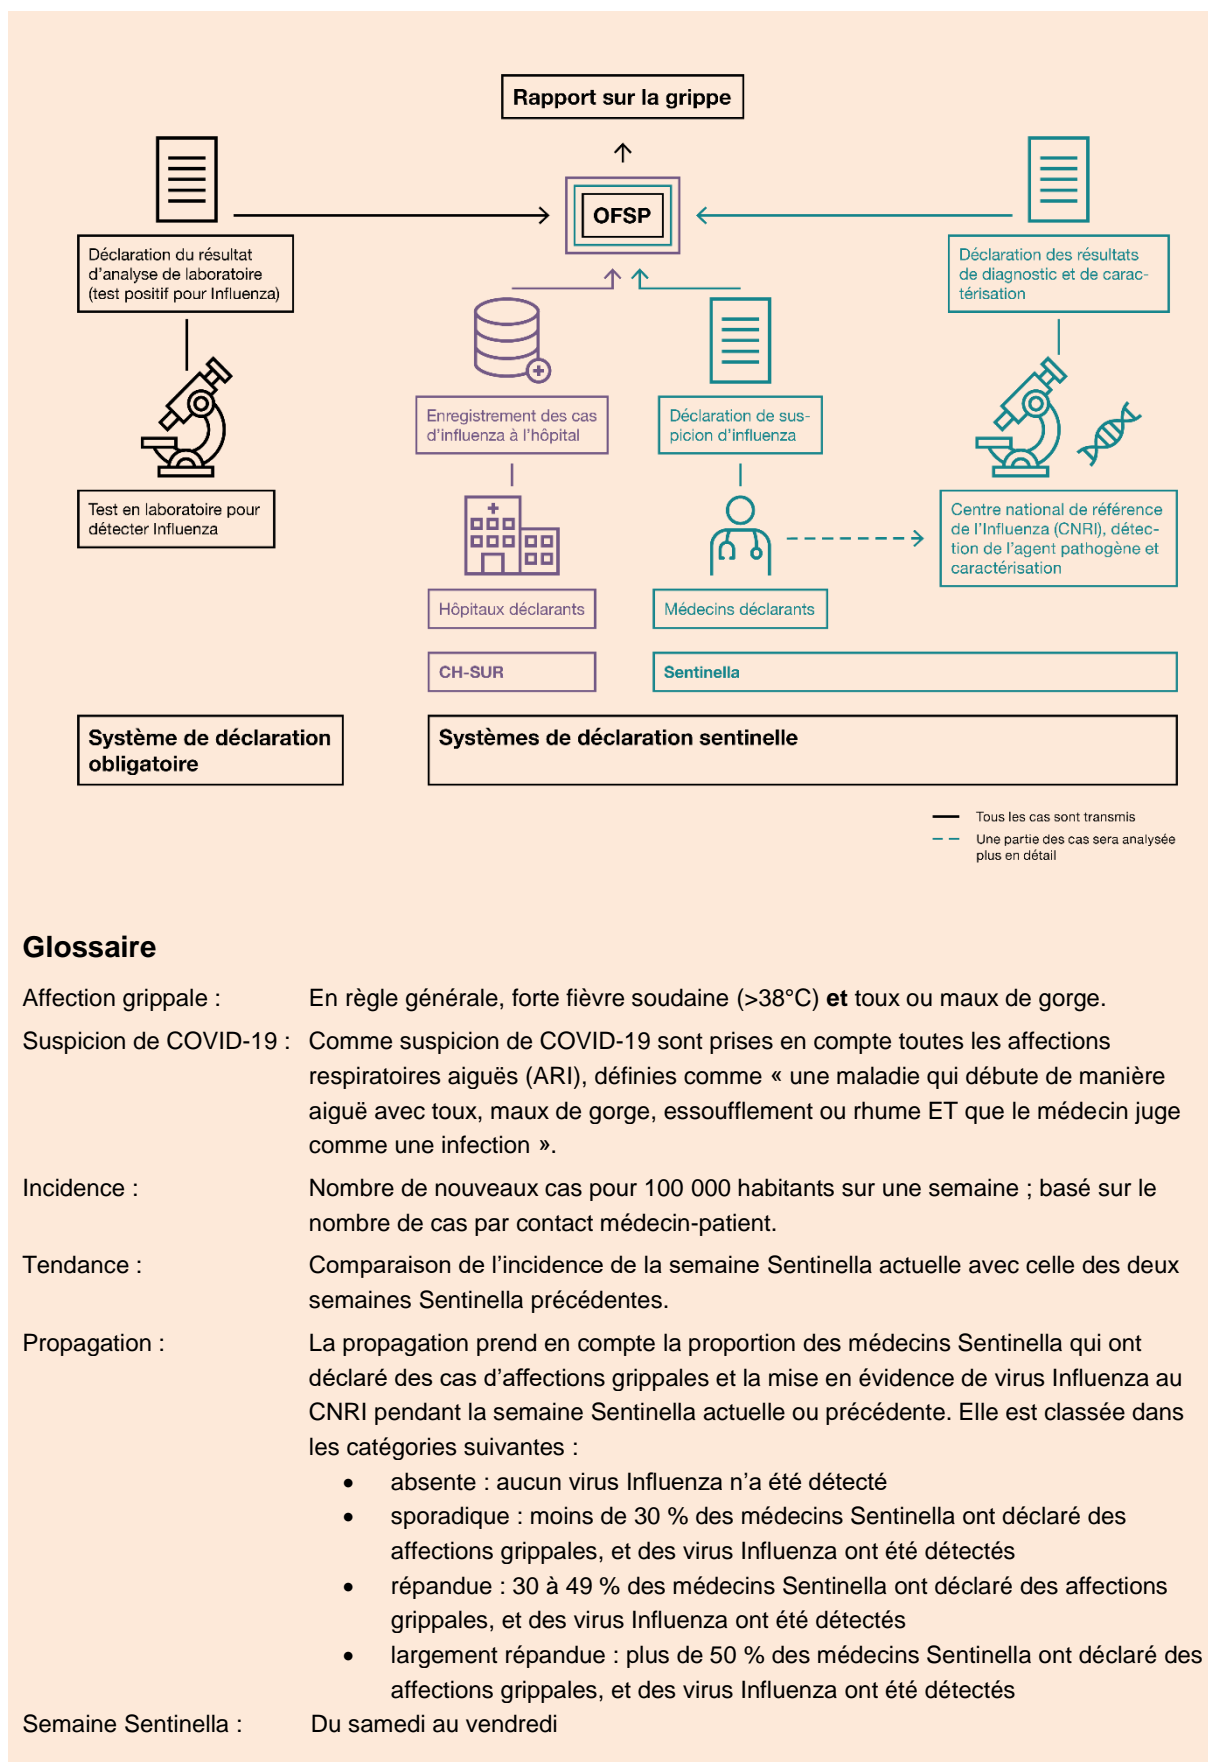 Rapport sur la grippe
OFSP
Déclaration du résultat
d’analyse de laboratoire
(test positif pour Influenza)
Déclaration des résultats
de diagnostic et de carac-
térisation
Enregistrement des cas
d’influenza à l’hôpital
Déclaration de sus-
picion d’influenza
Test en laboratoire pour
détecter Influenza
Centre national de référence
de l’Influenza (CNRI), détec-
tion de l’agent pathogène et
caractérisation
Hôpitaux déclarants
Médecins déclarants
CH-SUR
Sentinella
Système de déclaration
obligatoire
Systèmes de déclaration sentinelle
Tous les cas sont transmis
Une partie des cas sera analysée
plus en détail
Glossaire
Affection grippale : En règle générale, forte fièvre soudaine (>38°C) et toux ou maux de gorge.
Suspicion de COVID-19 : Comme suspicion de COVID-19 sont prises en compte toutes les affections
respiratoires aiguës (ARI), définies comme « une maladie qui débute de manière
aiguë avec toux, maux de gorge, essoufflement ou rhume ET que le médecin juge
comme une infection ».
Incidence : Nombre de nouveaux cas pour 100 000 habitants sur une semaine ; basé sur le
nombre de cas par contact médecin-patient.
Tendance : Comparaison de l’incidence de la semaine Sentinella actuelle avec celle des deux
semaines Sentinella précédentes.
Propagation : La propagation prend en compte la proportion des médecins Sentinella qui ont
déclaré des cas d’affections grippales et la mise en évidence de virus Influenza au
CNRI pendant la semaine Sentinella actuelle ou précédente. Elle est classée dans
les catégories suivantes :
• absente : aucun virus Influenza n’a été détecté
• sporadique : moins de 30 % des médecins Sentinella ont déclaré des
affections grippales, et des virus Influenza ont été détectés
• répandue : 30 à 49 % des médecins Sentinella ont déclaré des affections
grippales, et des virus Influenza ont été détectés
• largement répandue : plus de 50 % des médecins Sentinella ont déclaré des
affections grippales, et des virus Influenza ont été détectés
Semaine Sentinella : Du samedi au vendredi